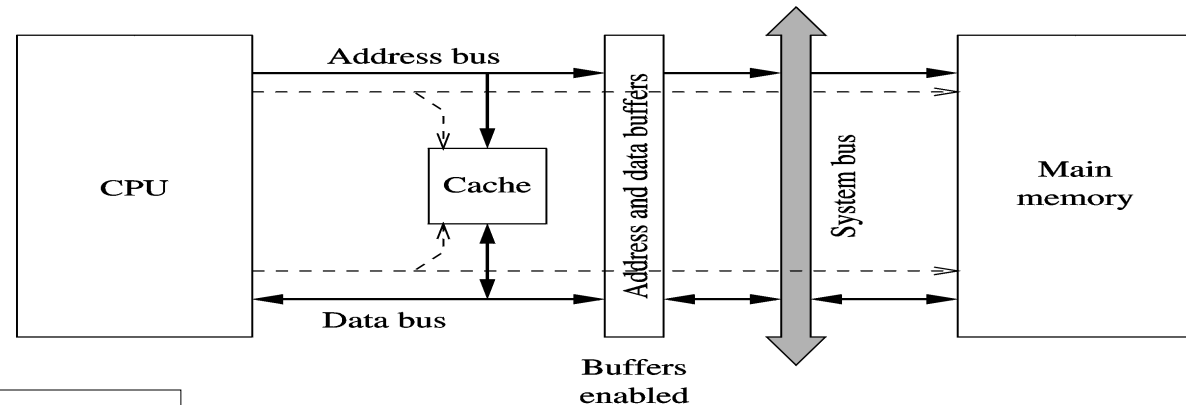 Address bus
CPU
Cache
Address and data buffers
System bus
Main
memory
Data bus
Buffers
enabled